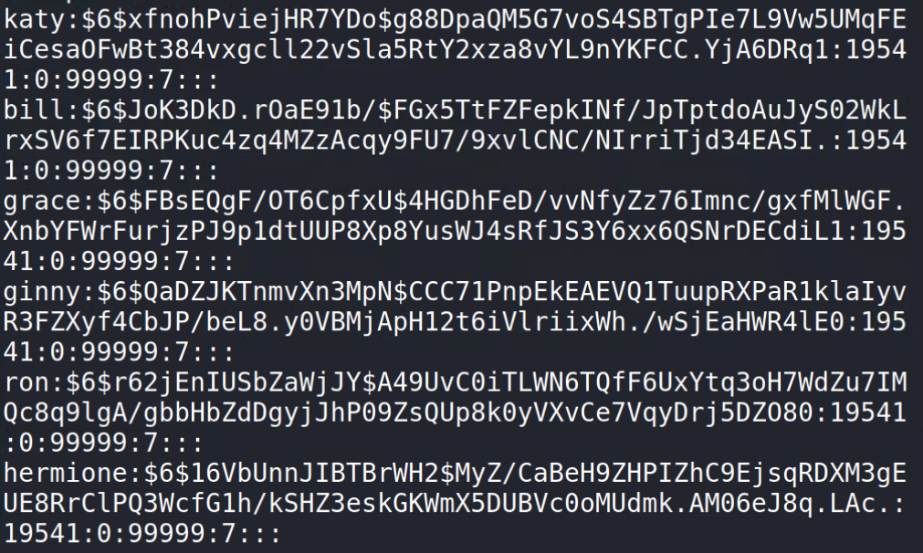 katy:$6$xfnohPviejHR7YDo$g88DpaQM5G7voS4SBTgPIe7L9Vw5UMqFE
iCesaOFwBt384vxgcll22vSla5RtY2xza8vYL9nYKFCC.YjA6DRq1:1954
1:0:99999:7:::
bill:$6$JoK3DkD.rOaE91b/$FGx5TtFZFepkINf/JpTptdoAuJyS02WkL
rxSV6f7EIRPKuc4zq4MZzAcqy9FU7/9xvlCNC/NIrriTjd34EASI.:1954
1:0:99999:7:::
grace:$6$FBsEQgF/OT6CpfxU$4HGDhFeD/vvNfyZz76Imnc/gxfMlWGF.
XnbYFWrFurjzPJ9p1dtUUP8Xp8YusWJ4sRfJS3Y6xx6QSNrDECdiL1:195
41:0:99999:7:::
ginny:$6$QaDZJKTnmvXn3MpN$CCC71PnpEkEAEVQ1TuupRXPaR1klaIyv
R3FZXyf4CbJP/beL8.y0VBMjApH12t6iVlriixWh./wSjEaHWR4lE0:195
41:0:99999:7:::
ron:$6$r62jEnIUSbZaWjJY$A49UvC0iTLWN6TQfF6UxYtq3oH7WdZu7IM
Qc8q9lgA/gbbHbZdDgyjJhP09ZsQUp8k0yVXvCe7VqyDrj5DZO80:19541
:0:99999:7:::
hermione:$6$16VbUnnJIBTBrWH2$MyZ/CaBeH9ZHPIZhC9EjsqRDXM3gE
UE8RrClPQ3WcfG1h/kSHZ3eskGKWmX5DUBVc0oMUdmk.AM06eJ8q.LAc.:
19541:0:99999:7:::